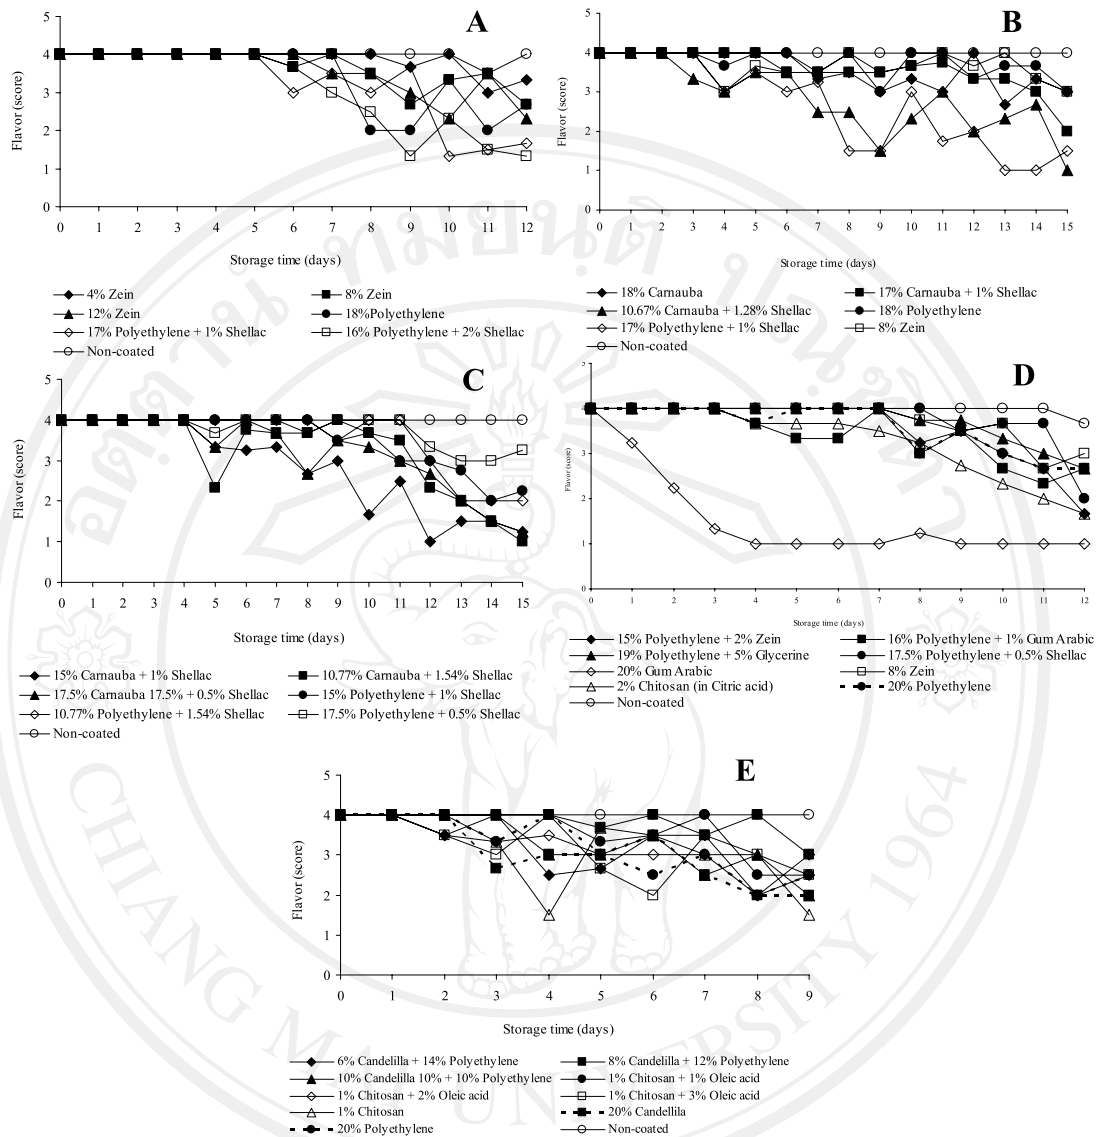 A
Flavor (score)
5
4
3
2
1
0
0 1 2 3 4 5 6 7 8 9 10 11 12
Storage time (days)
4% Zein 8% Zein
12% Zein 18%Polyethylene
17% Polyethylene + 1% Shellac 16% Polyethylene + 2% Shellac
Non-coated
B
Flavor (score)
5
4
3
2
1
0
0 1 2 3 4 5 6 7 8 9 10 11 12 13 14 15
Storage time (days)
18% Carnauba 17% Carnauba + 1% Shellac
10.67% Carnauba + 1.28% Shellac 18% Polyethylene
17% Polyethylene + 1% Shellac 8% Zein
Non-coated
C
Flavor (score)
5
4
3
2
1
0
0 1 2 3 4 5 6 7 8 9 10 11 12 13 14 15
Storage time (days)
15% Carnauba + 1% Shellac 10.77% Carnauba + 1.54% Shellac
17.5% Carnauba 17.5% + 0.5% Shellac 15% Polyethylene + 1% Shellac
10.77% Polyethylene + 1.54% Shellac 17.5% Polyethylene + 0.5% Shellac
Non-coated
D
Flavor (score)
3
2
1
0
0 1 2 3 4 5 6 7 8 9 10 11 12
Storage time (days)
15% Polyethylene + 2% Zein 16% Polyethylene + 1% Gum Arabic
19% Polyethylene + 5% Glycerine 17.5% Polyethylene + 0.5% Shellac
20% Gum Arabic 8% Zein
2% Chitosan (in Citric acid) 20% Polyethylene
Non-coated
E
Flavor (score)
5
4
3
2
1
0
0 1 2 3 4 5 6 7 8 9
Storage time (days)
6% Candelilla + 14% Polyethylene 8% Candelilla + 12% Polyethylene
10% Candelilla 10% + 10% Polyethylene 1% Chitosan + 1% Oleic acid
1% Chitosan + 2% Oleic acid 1% Chitosan + 3% Oleic acid
1% Chitosan 20% Candellila
20% Polyethylene Non-coated
CHIANG MAI UNIVERSITY 1964